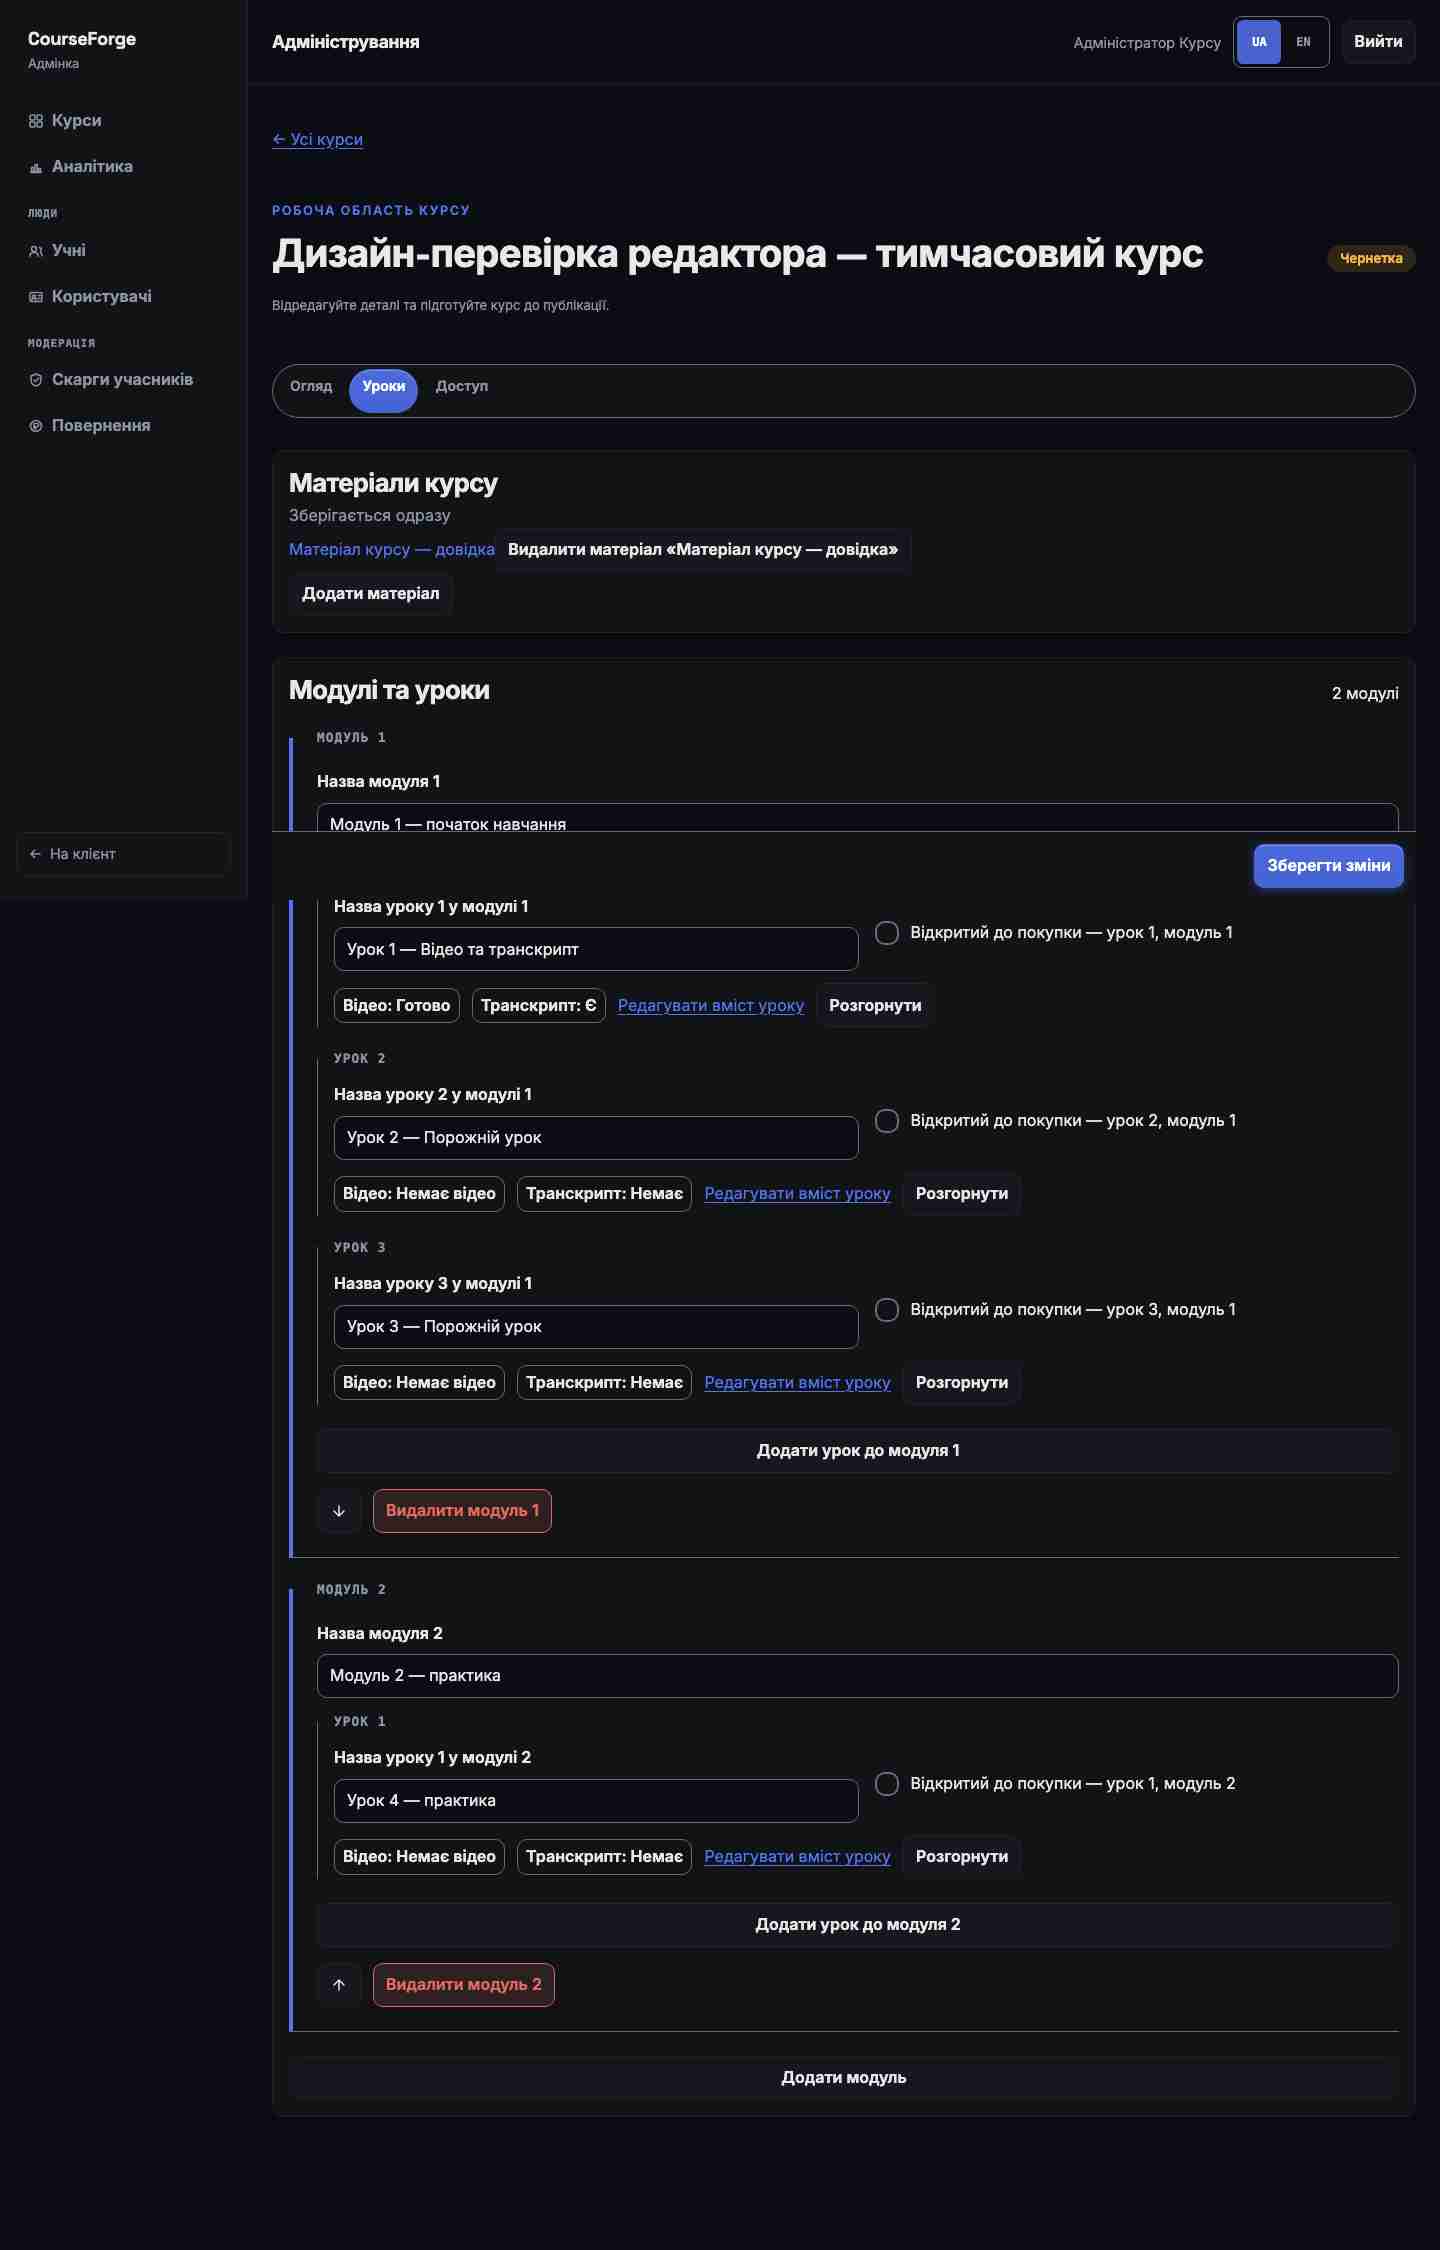 CourseForge
Адмінка
Курси
Аналітика
ЛЮДИ
Учні
Користувачі
МОДЕРАЦІЯ
Скарги учасників
Повернення
← На клієнт
Адміністрування
Адміністратор Курсу
UA
EN
Вийти
← Усі курси
РОБОЧА ОБЛАСТЬ КУРСУ
Дизайн-перевірка редактора — тимчасовий курс
Чернетка
Відредагуйте деталі та підготуйте курс до публікації.
Огляд
Уроки
Доступ
Матеріали курсу
Зберігається одразу
Матеріал курсу — довідка
Видалити матеріал «Матеріал курсу — довідка»
Додати матеріал
Модулі та уроки
2 модулі
МОДУЛЬ 1
Назва модуля 1
Модуль 1 — початок навчання
Зберегти зміни
Назва уроку 1 у модулі 1
Урок 1 — Відео та транскрипт
Відкритий до покупки — урок 1, модуль 1
Відео: Готово
Транскрипт: Є
Редагувати вміст уроку
Розгорнути
УРОК 2
Назва уроку 2 у модулі 1
Урок 2 — Порожній урок
Відкритий до покупки — урок 2, модуль 1
Відео: Немає відео
Транскрипт: Немає
Редагувати вміст уроку
Розгорнути
УРОК 3
Назва уроку 3 у модулі 1
Урок 3 — Порожній урок
Відкритий до покупки — урок 3, модуль 1
Відео: Немає відео
Транскрипт: Немає
Редагувати вміст уроку
Розгорнути
Додати урок до модуля 1
↓
Видалити модуль 1
МОДУЛЬ 2
Назва модуля 2
Модуль 2 — практика
УРОК 1
Назва уроку 1 у модулі 2
Урок 4 — практика
Відкритий до покупки — урок 1, модуль 2
Відео: Немає відео
Транскрипт: Немає
Редагувати вміст уроку
Розгорнути
Додати урок до модуля 2
↑
Видалити модуль 2
Додати модуль